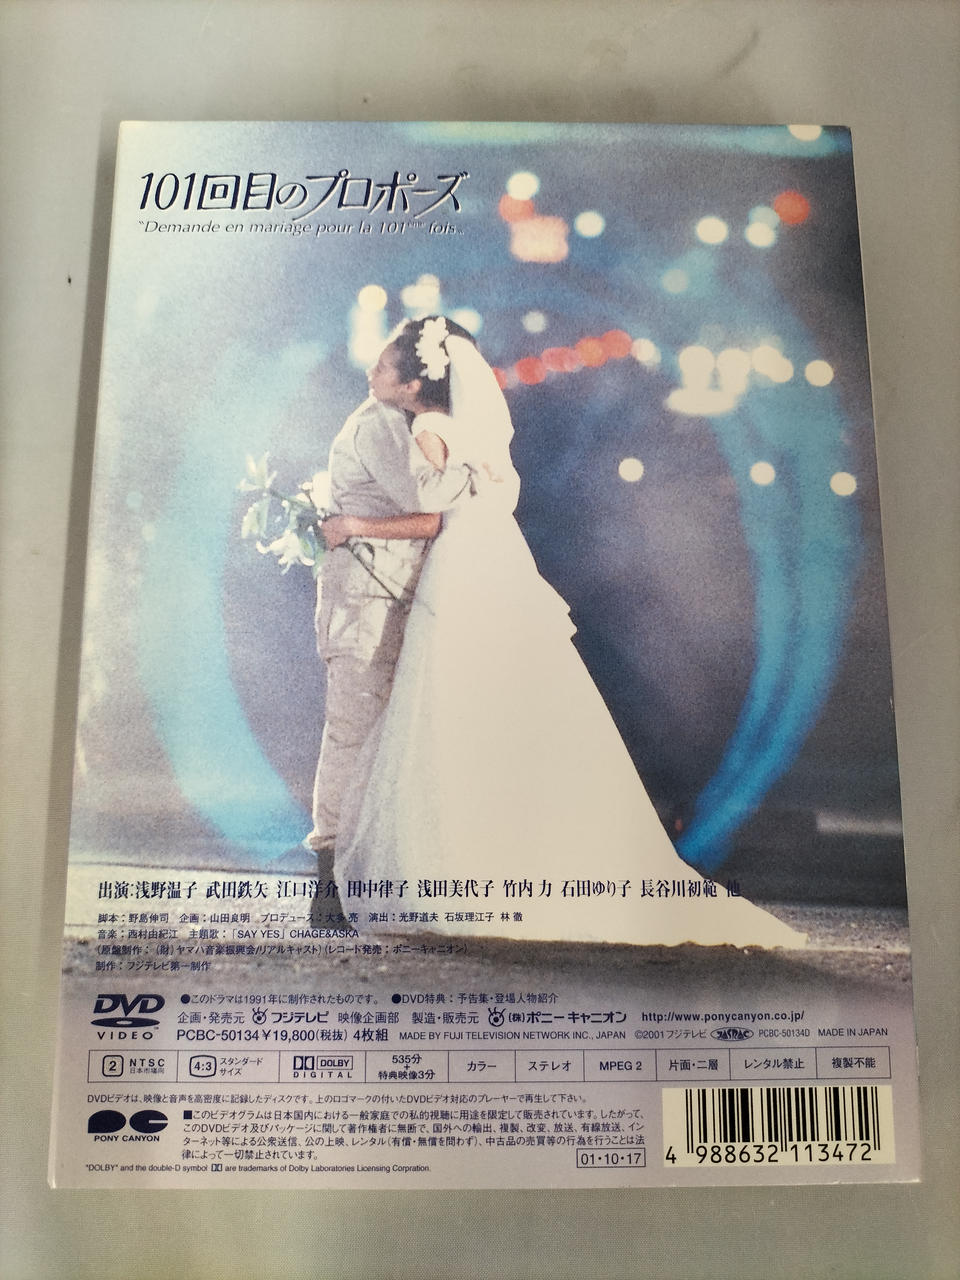 101回目のプロポーズ
"Demande en mariage pour la 101ème fois„
出演:浅野温子 武田鉄矢 江口洋介 田中律子 浅田美代子 竹内 力 石田ゆり子 長谷川初範 他
脚本：野島伸司 企画：山田良明 プロデュース：大多 亮 演出：光野道夫 石坂理江子 林 徹
音楽：西村由紀江 主題歌：「SAY YES」CHAGE&ASKA
(原盤制作：(財)ヤマハ音楽振興会/リアルキャスト)(レコード発売：ポニーキャニオン)
制作：フジテレビ第一制作
DVD VIDEO
●このドラマは1991年に制作されたものです。 ●DVD特典：予告集・登場人物紹介
企画・発売元 フジテレビ 映像企画部 製造・販売元 (株)ポニー キャニオン http://www.ponycanyon.co.jp/
PCBC-50134 ¥19,800(税抜) 4枚組 MADE BY FUJI TELEVISION NETWORK INC., JAPAN ©2001 フジテレビ JASRAC PCBC-50134D MADE IN JAPAN
2 NTSC 日本市場向 4:3 スタンダードサイズ DOLBY DIGITAL 535分+特典映像3分 カラー ステレオ MPEG 2 片面・二層 レンタル禁止 複製不能
DVDビデオは、映像と音声を高密度に記録したディスクです。上のロゴマークの付いたDVDビデオ対応のプレーヤーで再生して下さい。
PONY CANYON
■このビデオグラムは日本国内における一般家庭での私的視聴に用途を限定して販売されています。したがって、
このDVDビデオ及びパッケージに関して著作権者に無断で、国外への輸出、複製、改変、放送、有線放送、イン
ターネット等による公衆送信、公の上映、レンタル(有償・無償を問わず)、中古品の売買等の行為を行うことは法
律によって一切禁止されています。
01・10・17
"DOLBY" and the double-D symbol are trademarks of Dolby Laboratories Licensing Corpration.
4 988632 113472